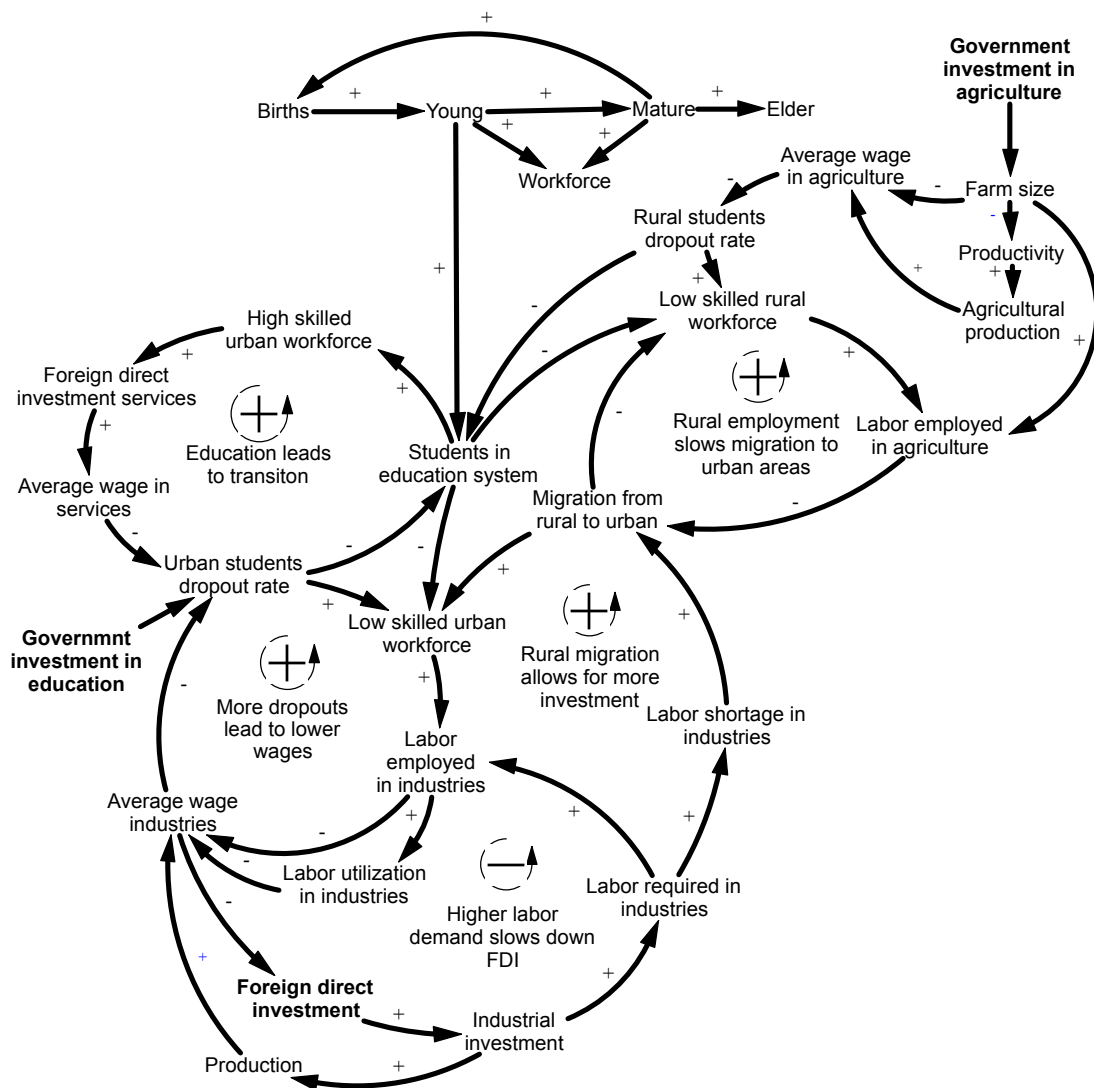 Government
investment in
agriculture
+
Births
+
Young
+
Mature
+
Elder
+
+
Workforce
Average wage
in agriculture
-
Farm size
-
-
Rural students
dropout rate
Productivity
+
+
+
Agricultural
production
+
+
Low skilled rural
workforce
-
-
High skilled
urban workforce
+
+
Foreign direct
investment services
+
+
Education leads
to transiton
Students in
education system
+
Rural employment
slows migration to
urban areas
+
Labor employed
in agriculture
-
-
Average wage in
services
-
Migration from
rural to urban
-
-
+
Urban students
dropout rate
+
Low skilled urban
workforce
Governmnt
investment in
education
-
+
More dropouts
lead to lower
wages
+
Rural migration
allows for more
investment
+
+
Labor shortage in
industries
Labor
employed
in industries
+
+
Average wage
industries
-
+
-
Labor utilization
in industries
-
Higher labor
demand slows down
FDI
Labor required in
industries
-
+
+
Foreign direct
investment
+
Industrial
investment
+
Production